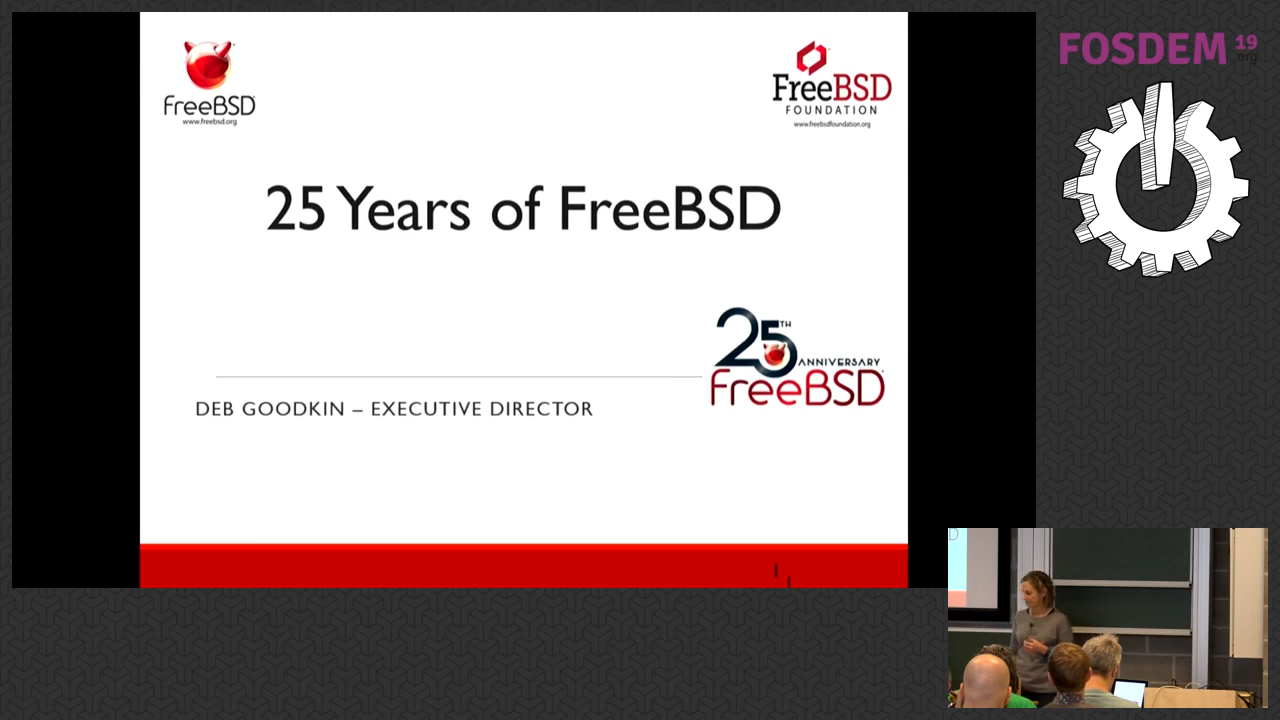 FreeBSD
www.freebsd.org
FreeBSD
FOUNDATION
www.freebsdfoundation.org
FOSDEM 19
.org
25 Years of FreeBSD
25TH
ANNIVERSARY
FreeBSD
DEB GOODKIN – EXECUTIVE DIRECTOR
D